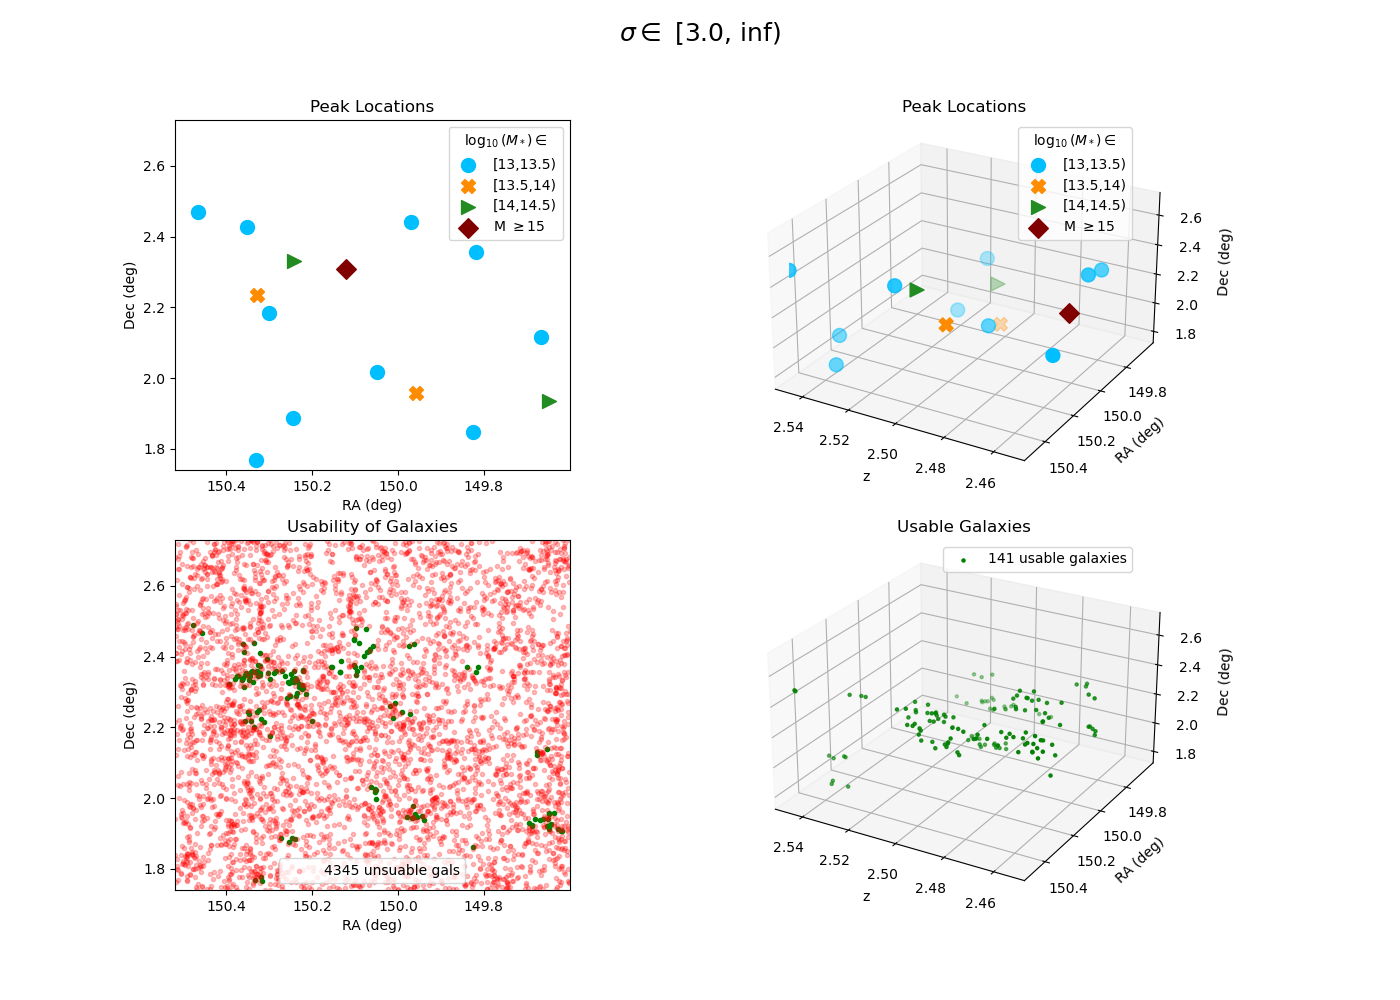 σ ∈ [3.0, inf)
Peak Locations
log₁₀(M*) ∈
[13,13.5)
[13.5,14)
[14,14.5)
M ≥15
2.6
2.4
2.2
2.0
1.8
Dec (deg)
150.4 150.2 150.0 149.8
RA (deg)
Peak Locations
log₁₀(M*) ∈
[13,13.5)
[13.5,14)
[14,14.5)
M ≥15
2.6
2.4
2.2
2.0
1.8
Dec (deg)
149.8
150.0
150.2
150.4
RA (deg)
2.54
2.52
2.50
2.48
2.46
z
Usability of Galaxies
2.6
2.4
2.2
2.0
1.8
Dec (deg)
4345 unsuable gals
150.4 150.2 150.0 149.8
RA (deg)
Usable Galaxies
141 usable galaxies
2.6
2.4
2.2
2.0
1.8
Dec (deg)
149.8
150.0
150.2
150.4
RA (deg)
2.54
2.52
2.50
2.48
2.46
z